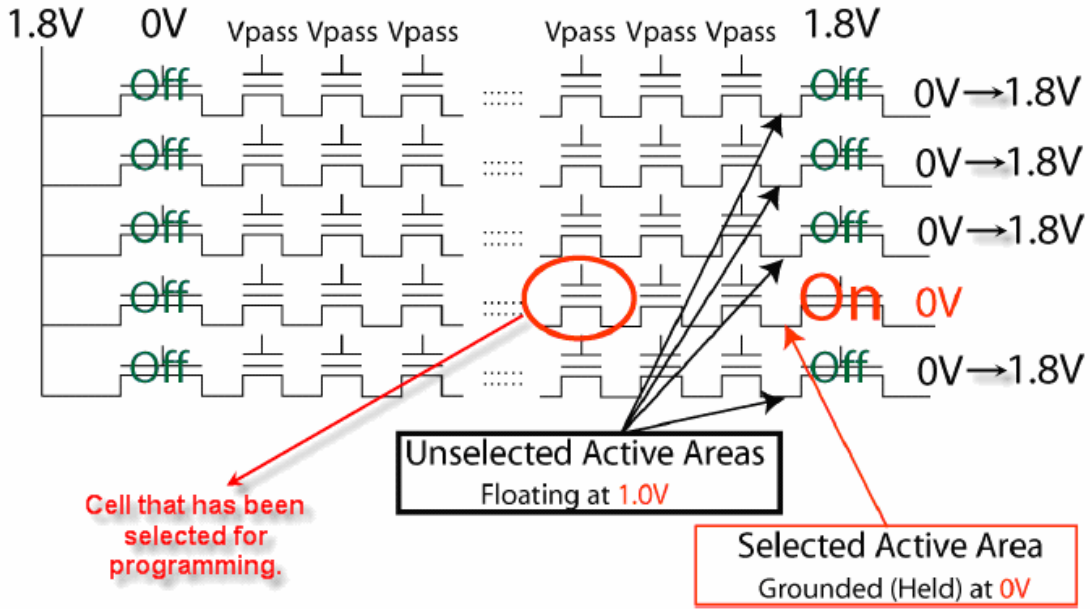 1.8V 0V Vpass Vpass Vpass Vpass Vpass Vpass 1.8V
Off Off 0V→1.8V
Off Off 0V→1.8V
Off Off 0V→1.8V
Off On 0V
Off Off 0V→1.8V
Unselected Active Areas
Floating at 1.0V
Cell that has been
selected for
programming.
Selected Active Area
Grounded (Held) at 0V